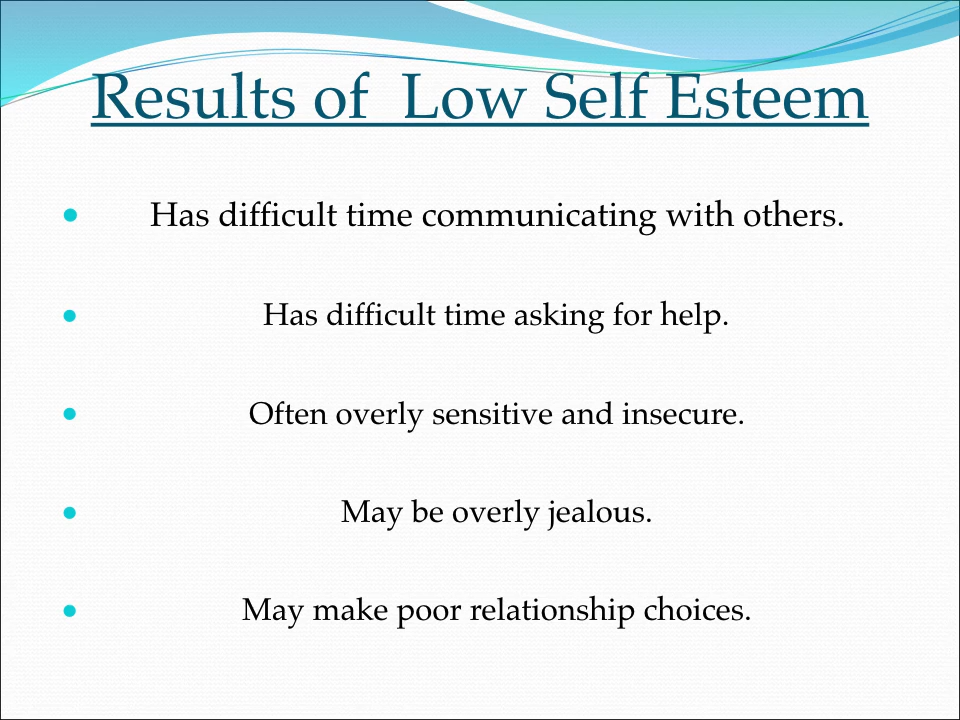 Results of  Low Self Esteem
• Has difficult time communicating with others.
• Has difficult time asking for help.
• Often overly sensitive and insecure.
• May be overly jealous.
• May make poor relationship choices.